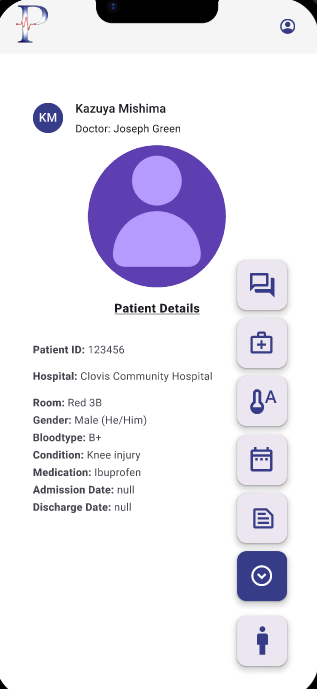 P
KM
Kazuya Mishima
Doctor: Joseph Green
Patient Details
Patient ID: 123456
Hospital: Clovis Community Hospital
Room: Red 3B
Gender: Male (He/Him)
Bloodtype: B+
Condition: Knee injury
Medication: Ibuprofen
Admission Date: null
Discharge Date: null
A